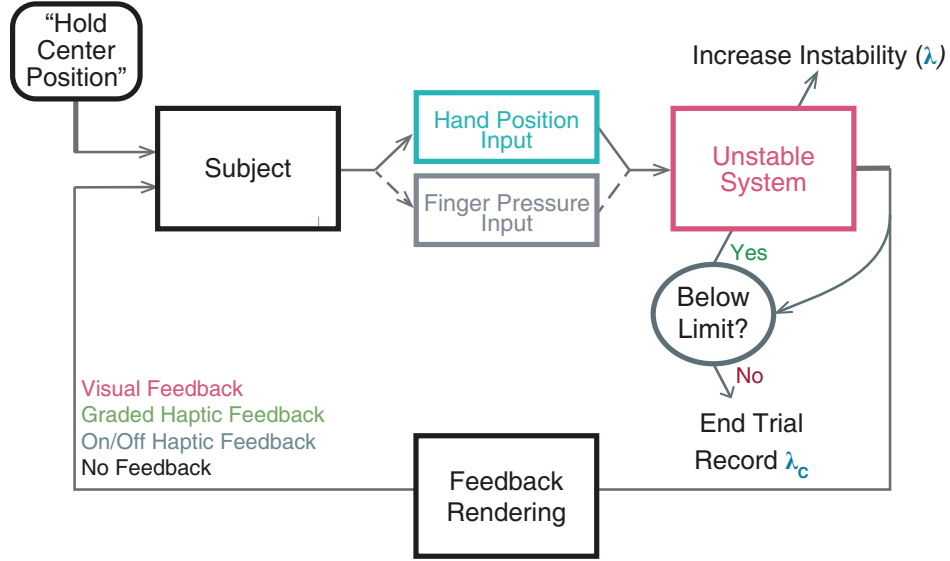 “Hold
Center
Position”
Increase Instability (λ)
Subject
Hand Position
Input
Finger Pressure
Input
Unstable
System
Yes
Below
Limit?
No
End Trial
Record λc
Visual Feedback
Graded Haptic Feedback
On/Off Haptic Feedback
No Feedback
Feedback
Rendering